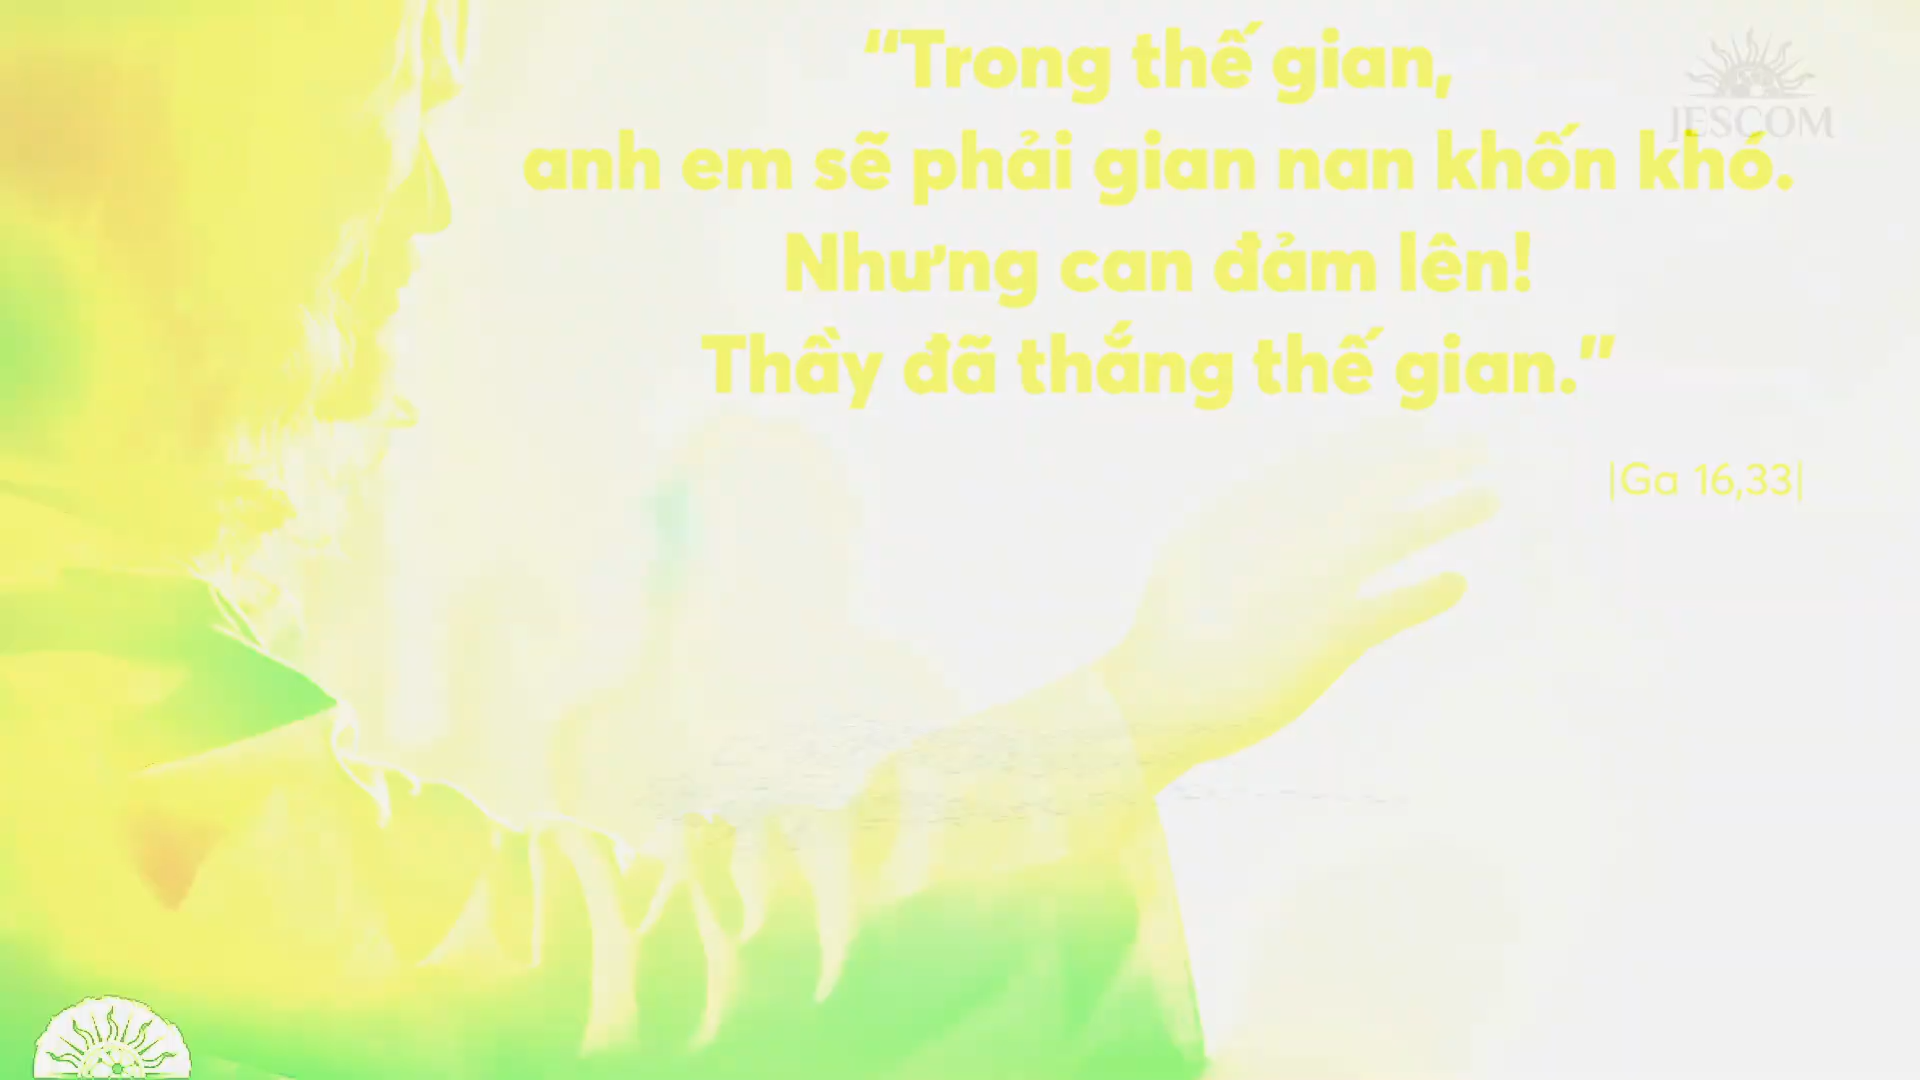 “Trong thế gian,
anh em sẽ phải gian nan khốn khó.
Nhưng can đảm lên!
Thầy đã thắng thế gian.”
|Ga 16,33|
JESCOM